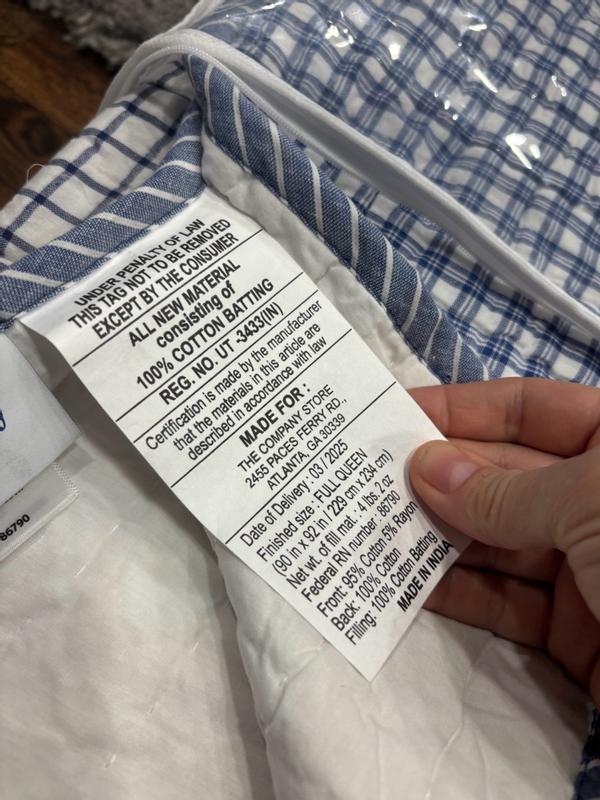 UNDER PENALTY OF LAW
THIS TAG NOT TO BE REMOVED
EXCEPT BY THE CONSUMER
ALL NEW MATERIAL
consisting of
100% COTTON BATTING
REG. NO. UT -3433(IN)
Certification is made by the manufacturer
that the materials in this article are
described in accordance with law
MADE FOR :
THE COMPANY STORE
2455 PACES FERRY RD.,
ATLANTA, GA 30339
Date of Delivery : 03 / 2025
Finished size : FULL QUEEN
(90 in x 92 in / 229 cm x 234 cm)
Net wt. of fill mat. : 4 lbs. 2 oz
Federal RN number : 86790
Front: 95% Cotton 5% Rayon
Back: 100% Cotton
Filling: 100% Cotton Batting
MADE IN INDIA
86790